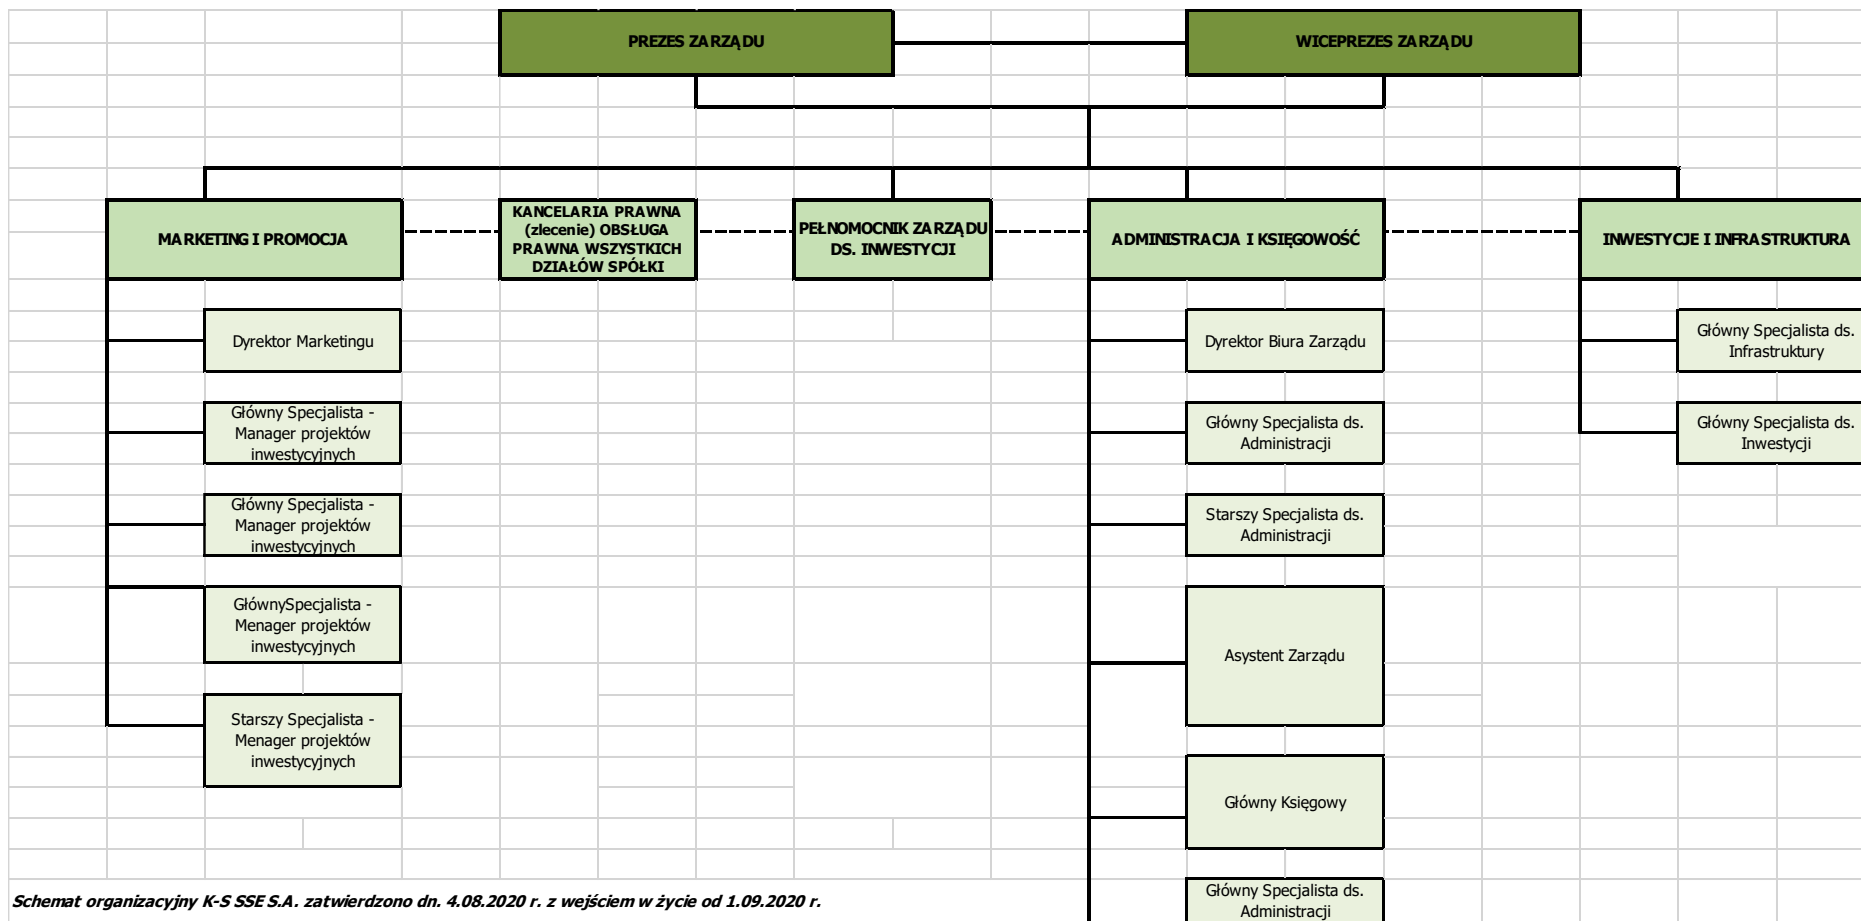 PREZES ZARZĄDU
WICEPREZES ZARZĄDU
MARKETING I PROMOCJA
KANCELARIA PRAWNA
(zlecenie) OBSŁUGA
PRAWNA WSZYSTKICH
DZIAŁÓW SPÓŁKI
PEŁNOMOCNIK ZARZĄDU
DS. INWESTYCJI
ADMINISTRACJA I KSIĘGOWOŚĆ
INWESTYCJE I INFRASTRUKTURA
Dyrektor Marketingu
Główny Specjalista -
Manager projektów
inwestycyjnych
Główny Specjalista -
Manager projektów
inwestycyjnych
GłównySpecjalista -
Menager projektów
inwestycyjnych
Starszy Specjalista -
Menager projektów
inwestycyjnych
Dyrektor Biura Zarządu
Główny Specjalista ds.
Administracji
Starszy Specjalista ds.
Administracji
Asystent Zarządu
Główny Księgowy
Główny Specjalista ds.
Administracji
Główny Specjalista ds.
Infrastruktury
Główny Specjalista ds.
Inwestycji
Schemat organizacyjny K-S SSE S.A. zatwierdzono dn. 4.08.2020 r. z wejściem w życie od 1.09.2020 r.